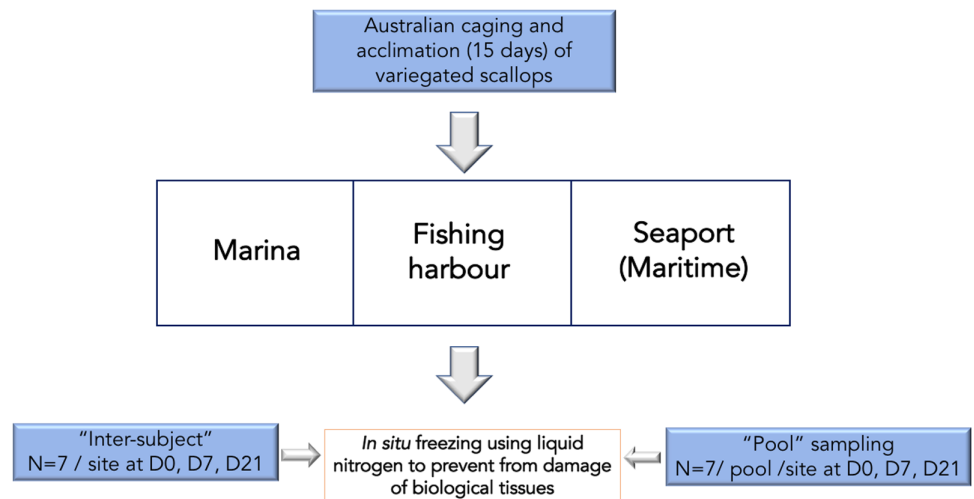 Australian caging and
acclimation (15 days) of
variegated scallops
Marina
Fishing
harbour
Seaport
(Maritime)
"Inter-subject"
N=7 / site at D0, D7, D21
In situ freezing using liquid
nitrogen to prevent from damage
of biological tissues
"Pool" sampling
N=7/ pool /site at D0, D7, D21